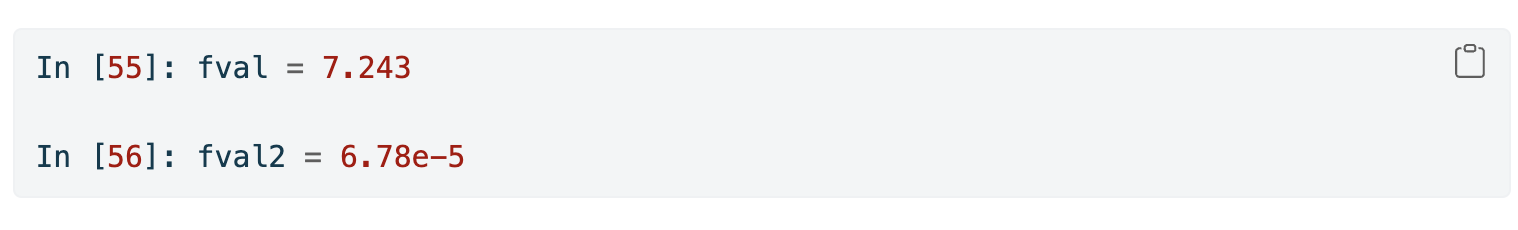 In [55]: fval = 7.243
In [56]: fval2 = 6.78e-5